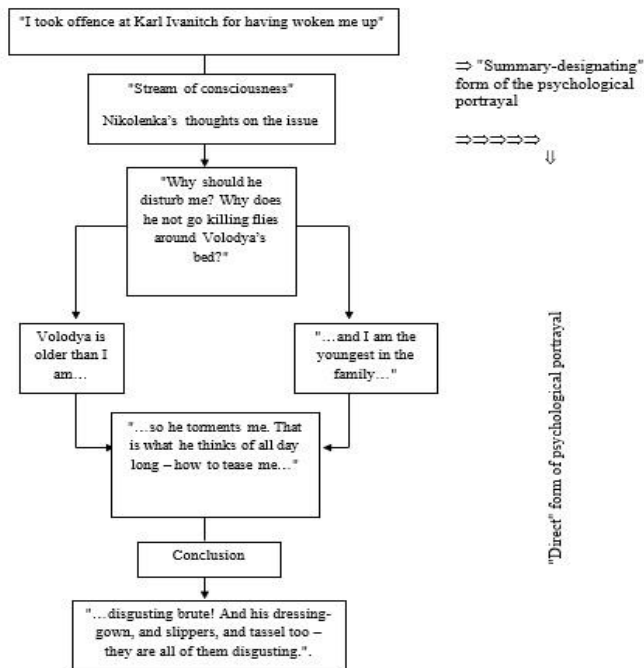 "I took offence at Karl Ivanitch for having woken me up"
⇒ "Summary-designating"
form of the psychological
portrayal
"Stream of consciousness"
Nikolenka's thoughts on the issue
⇒⇒⇒⇒⇒
⇓
"Why should he
disturb me? Why does
he not go killing flies
around Volodya's
bed?"
Volodya is
older than I
am…
"…and I am the
youngest in the
family…"
"…so he torments me. That
is what he thinks of all day
long – how to tease me…"
"Direct" form of psychological portrayal
Conclusion
"…disgusting brute! And his dressing-
gown, and slippers, and tassel too –
they are all of them disgusting.".